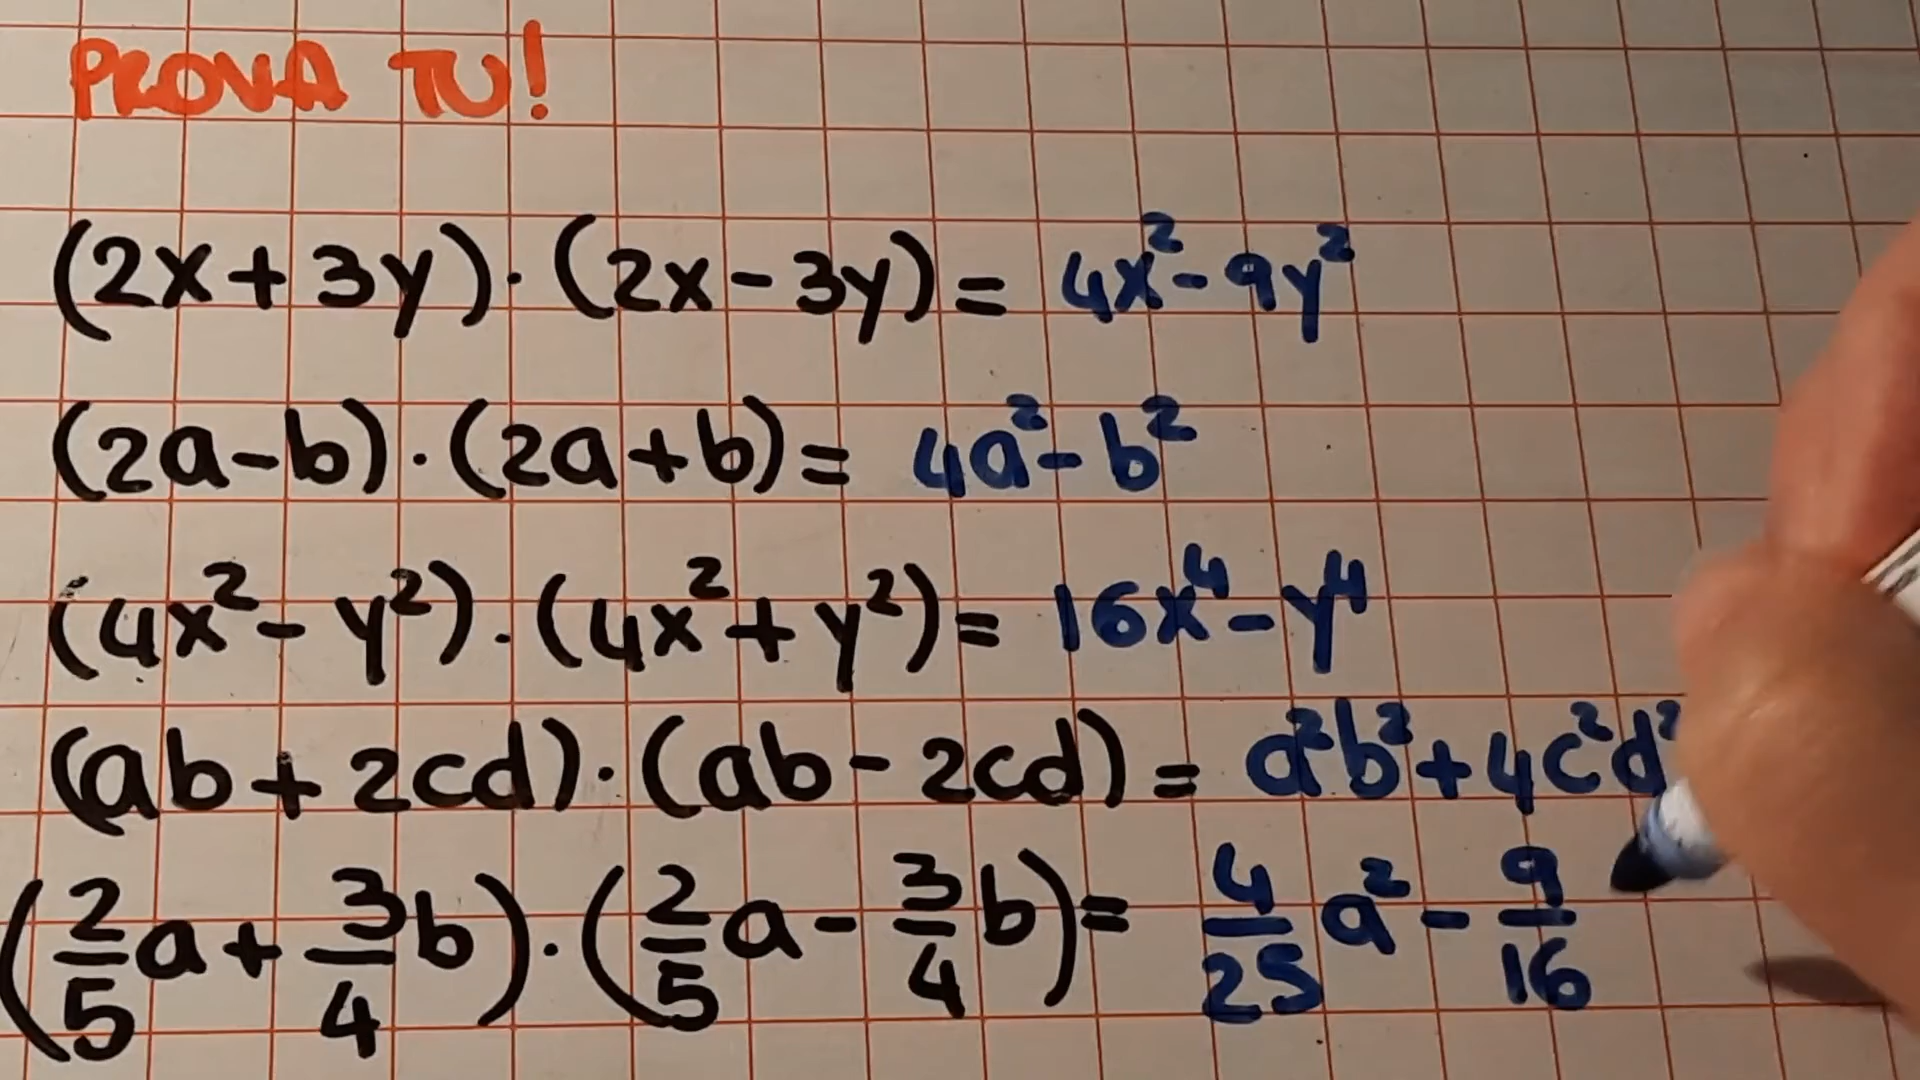 PROVA TU!
(2x+3y)·(2x-3y)= 4x²-9y²
(2a-b)·(2a+b)= 4a²-b²
(4x²-y²)·(4x²+y²)= 16x⁴-y⁴
(ab+2cd)·(ab-2cd)= a²b²+4c²d²
(2/5a+3/4b)·(2/5a-3/4b)= 4/25a²-9/16